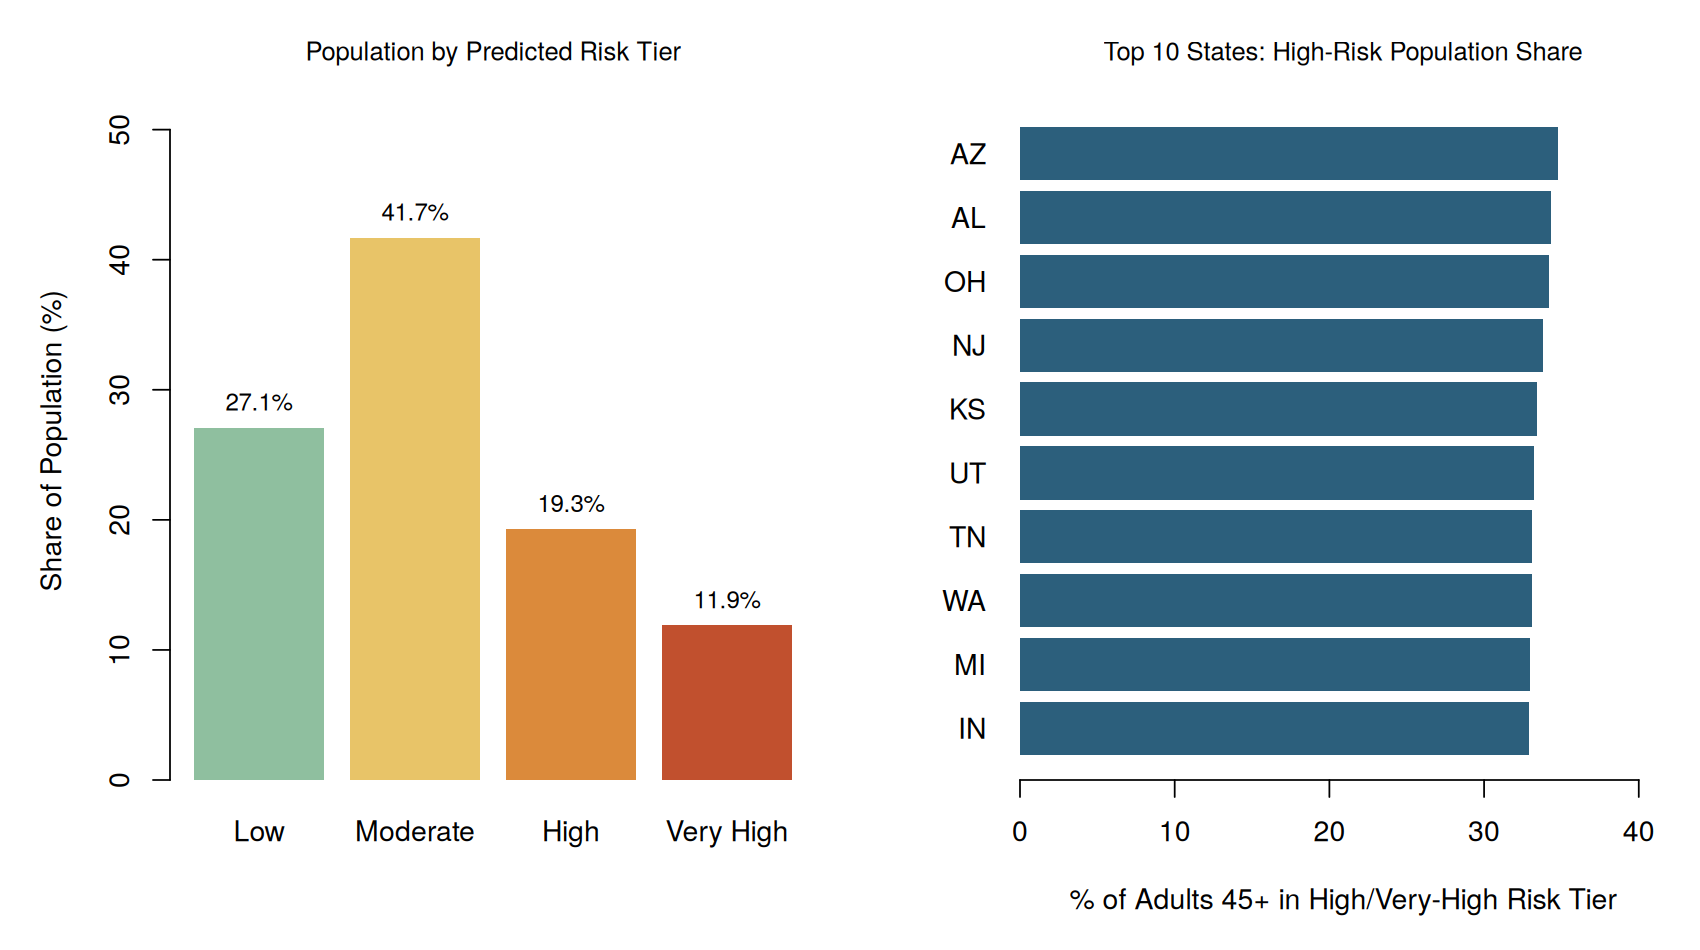 Population by Predicted Risk Tier
Share of Population (%)
50
40
30
20
10
0
27.1%
41.7%
19.3%
11.9%
Low
Moderate
High
Very High
Top 10 States: High-Risk Population Share
AZ
AL
OH
NJ
KS
UT
TN
WA
MI
IN
0
10
20
30
40
% of Adults 45+ in High/Very-High Risk Tier